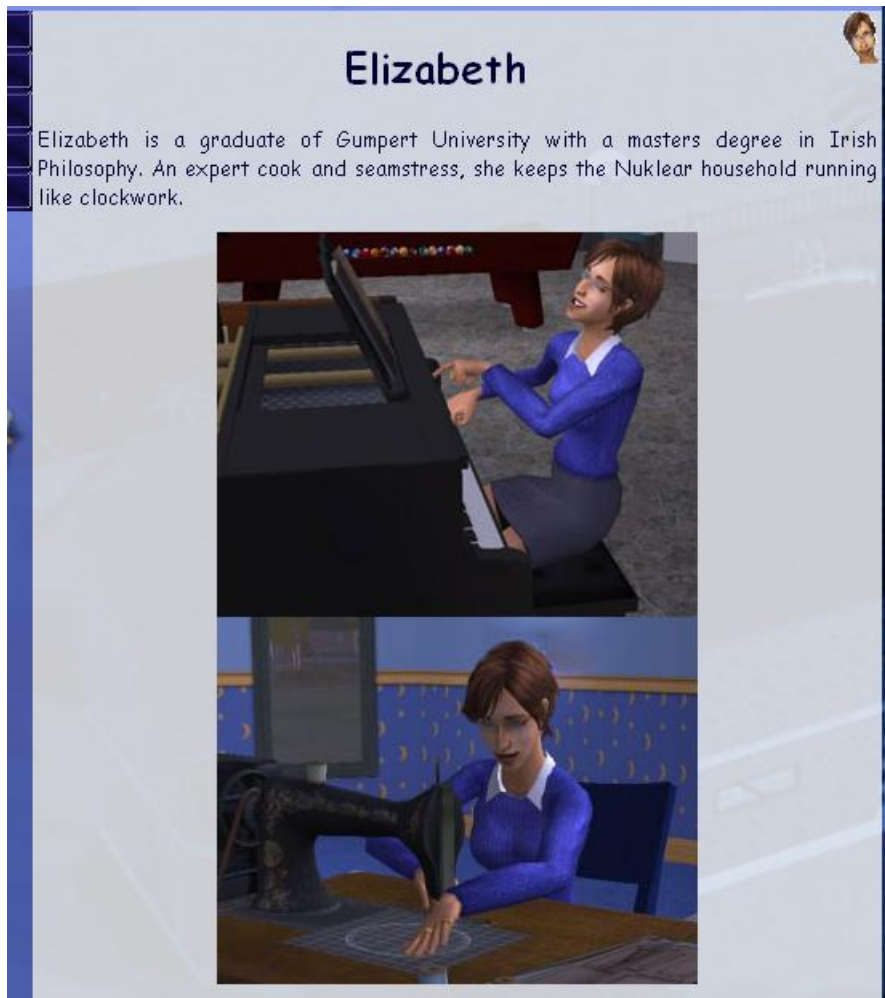 Elizabeth
Elizabeth is a graduate of Gumpert University with a masters degree in Irish
Philosophy. An expert cook and seamstress, she keeps the Nuklear household running
like clockwork.